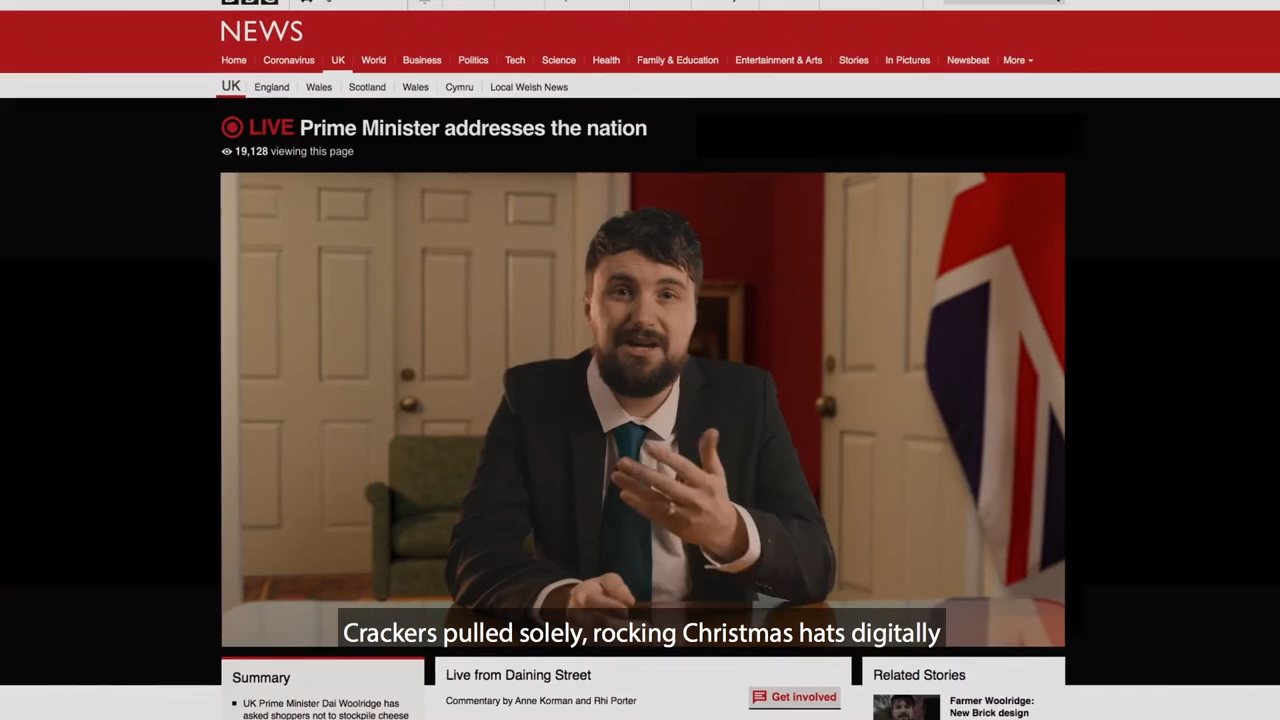 NEWS
Home Coronavirus UK World Business Politics Tech Science Health Family & Education Entertainment & Arts Stories In Pictures Newsbeat More
UK England Wales Scotland Wales Cymru Local Welsh News
LIVE Prime Minister addresses the nation
19,128 viewing this page
Crackers pulled solely, rocking Christmas hats digitally
Summary
UK Prime Minister Dai Woolridge has
asked shoppers not to stockpile cheese
Live from Daining Street
Commentary by Anne Korman and Rhi Porter
Get involved
Related Stories
Farmer Woolridge:
New Brick design